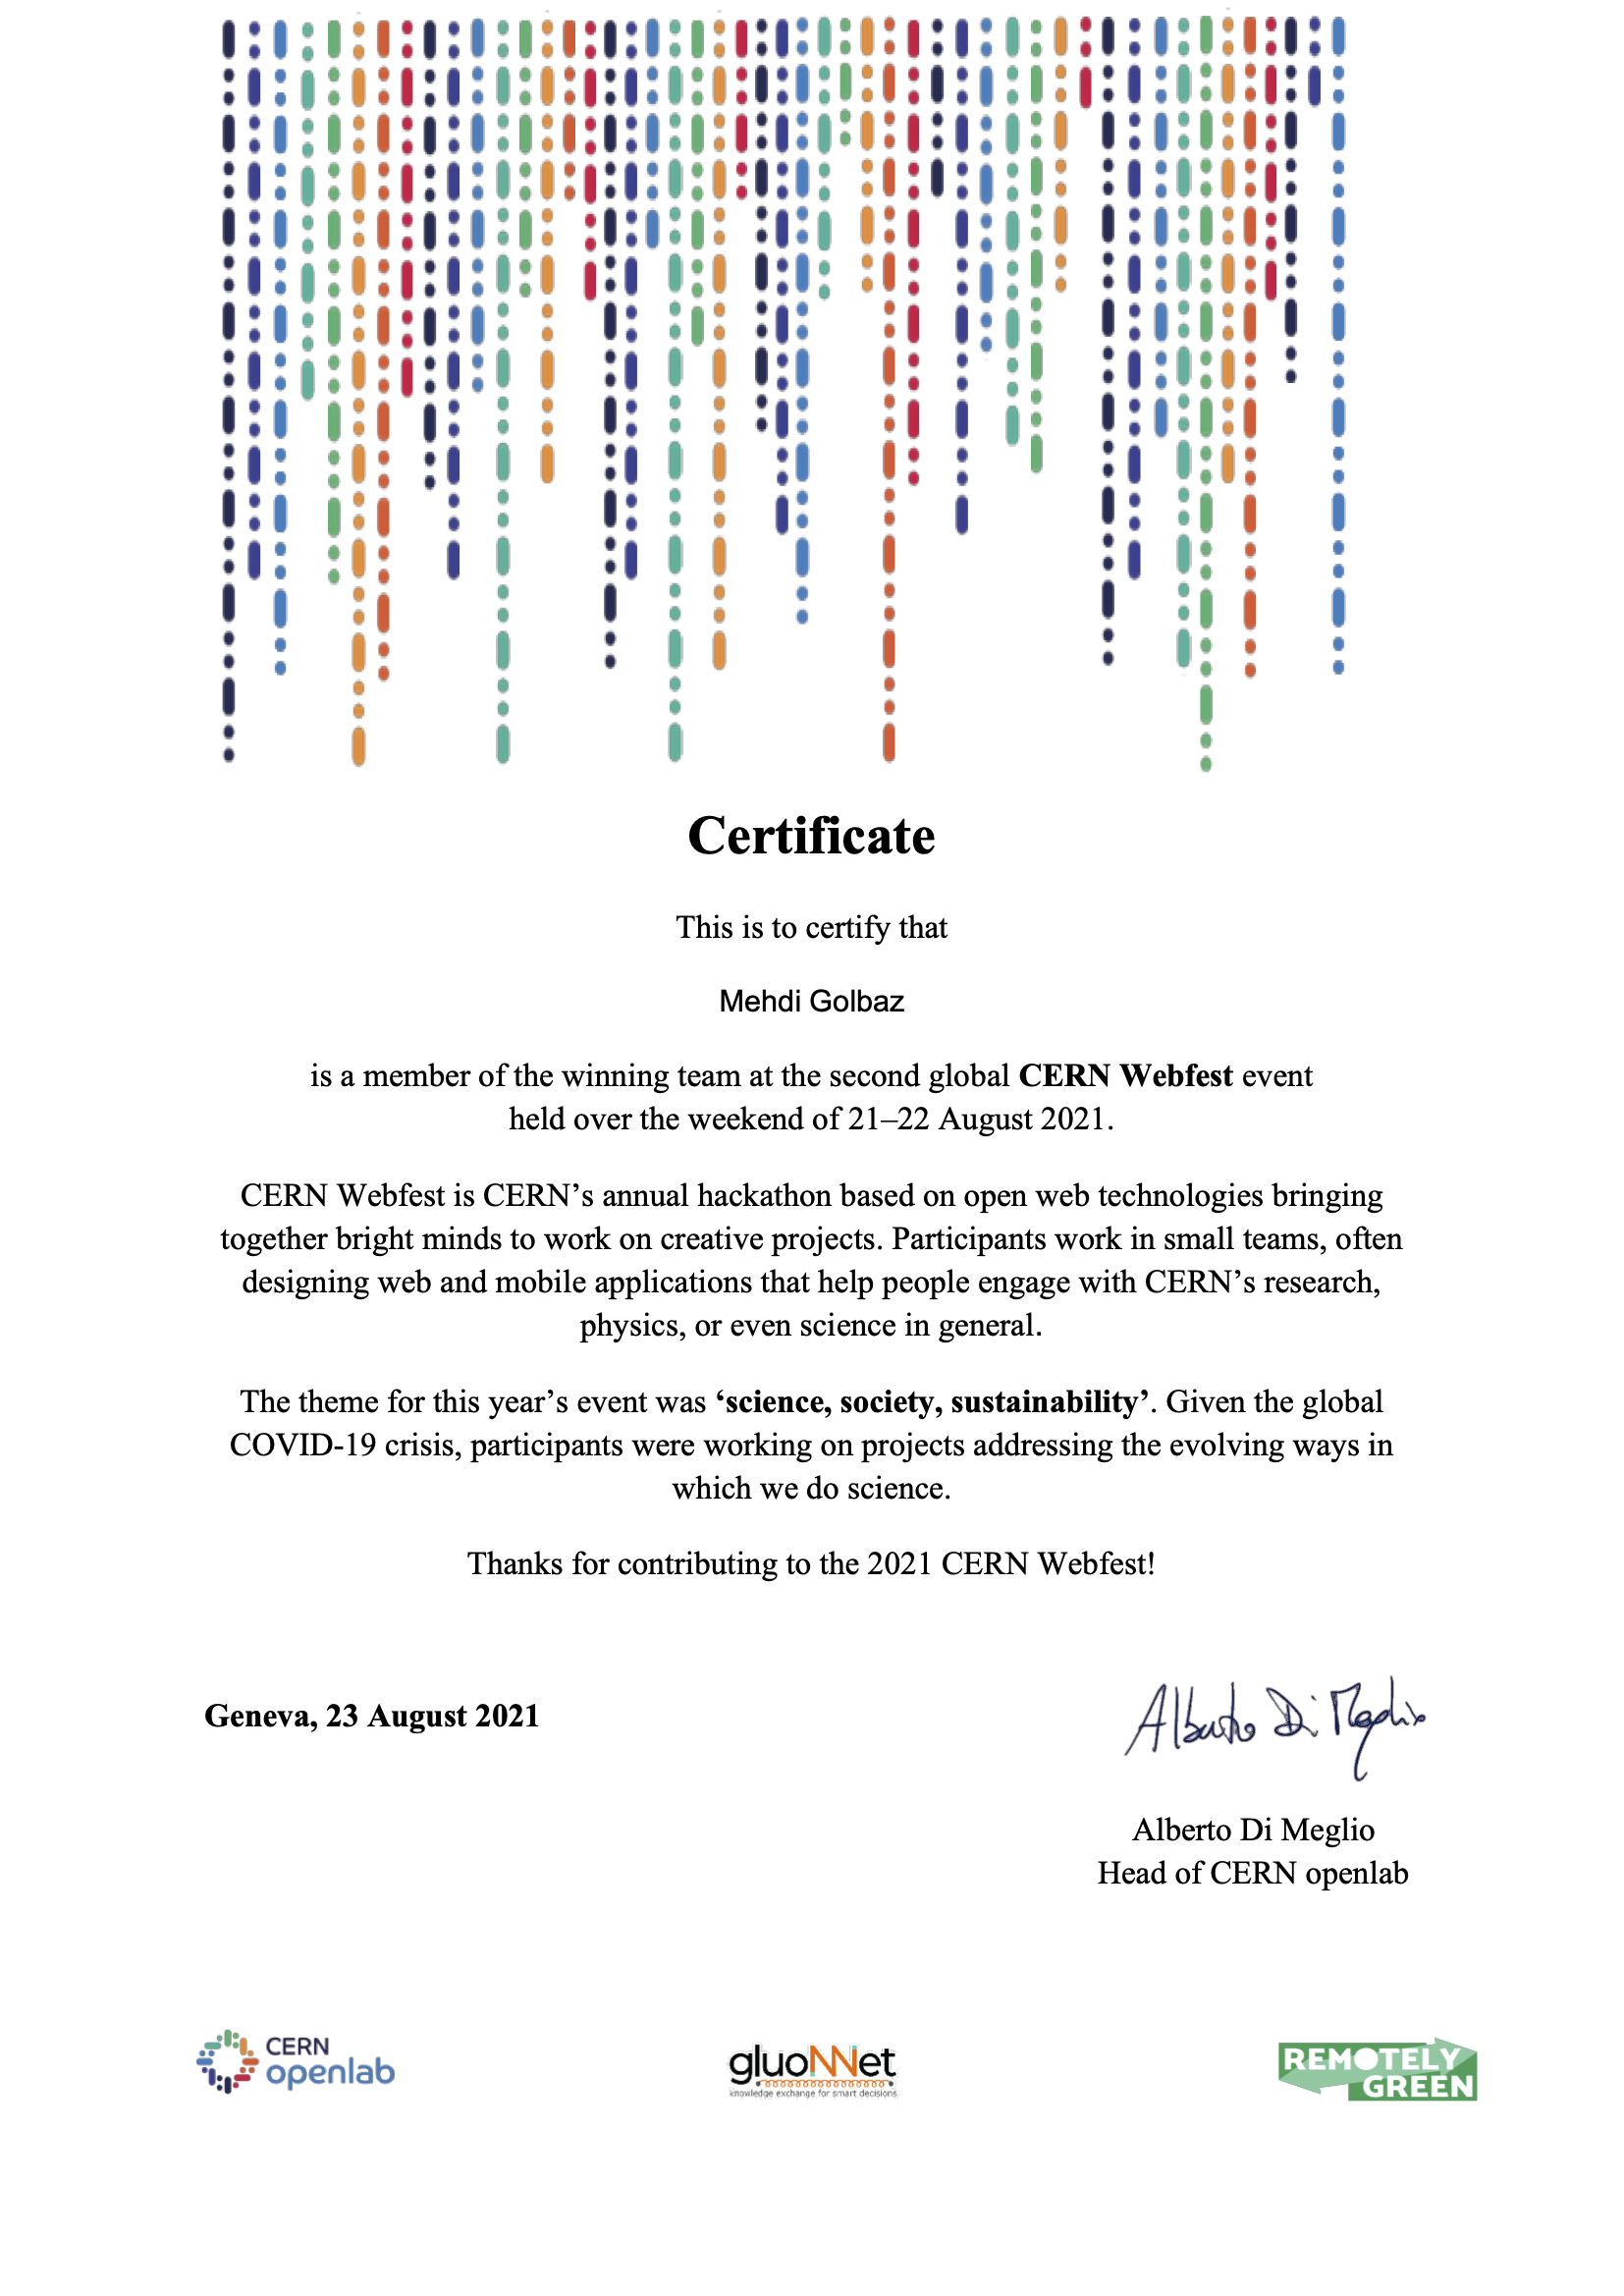 Certificate
This is to certify that
Mehdi Golbaz
is a member of the winning team at the second global CERN Webfest event
held over the weekend of 21–22 August 2021.
CERN Webfest is CERN’s annual hackathon based on open web technologies bringing
together bright minds to work on creative projects. Participants work in small teams, often
designing web and mobile applications that help people engage with CERN’s research,
physics, or even science in general.
The theme for this year’s event was ‘science, society, sustainability’. Given the global
COVID-19 crisis, participants were working on projects addressing the evolving ways in
which we do science.
Thanks for contributing to the 2021 CERN Webfest!
Geneva, 23 August 2021
Alberto Di Meglio
Alberto Di Meglio
Head of CERN openlab
CERN
openlab
gluoNNet
knowledge exchange for smart decisions
REMOTELY
GREEN